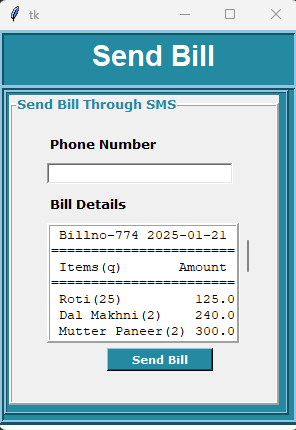 tk
Send Bill
Send Bill Through SMS
Phone Number
Bill Details
Billno-774 2025-01-21
=======================
Items(q)       Amount
=======================
Roti(25)         125.0
Dal Makhni(2)    240.0
Mutter Paneer(2) 300.0
Send Bill